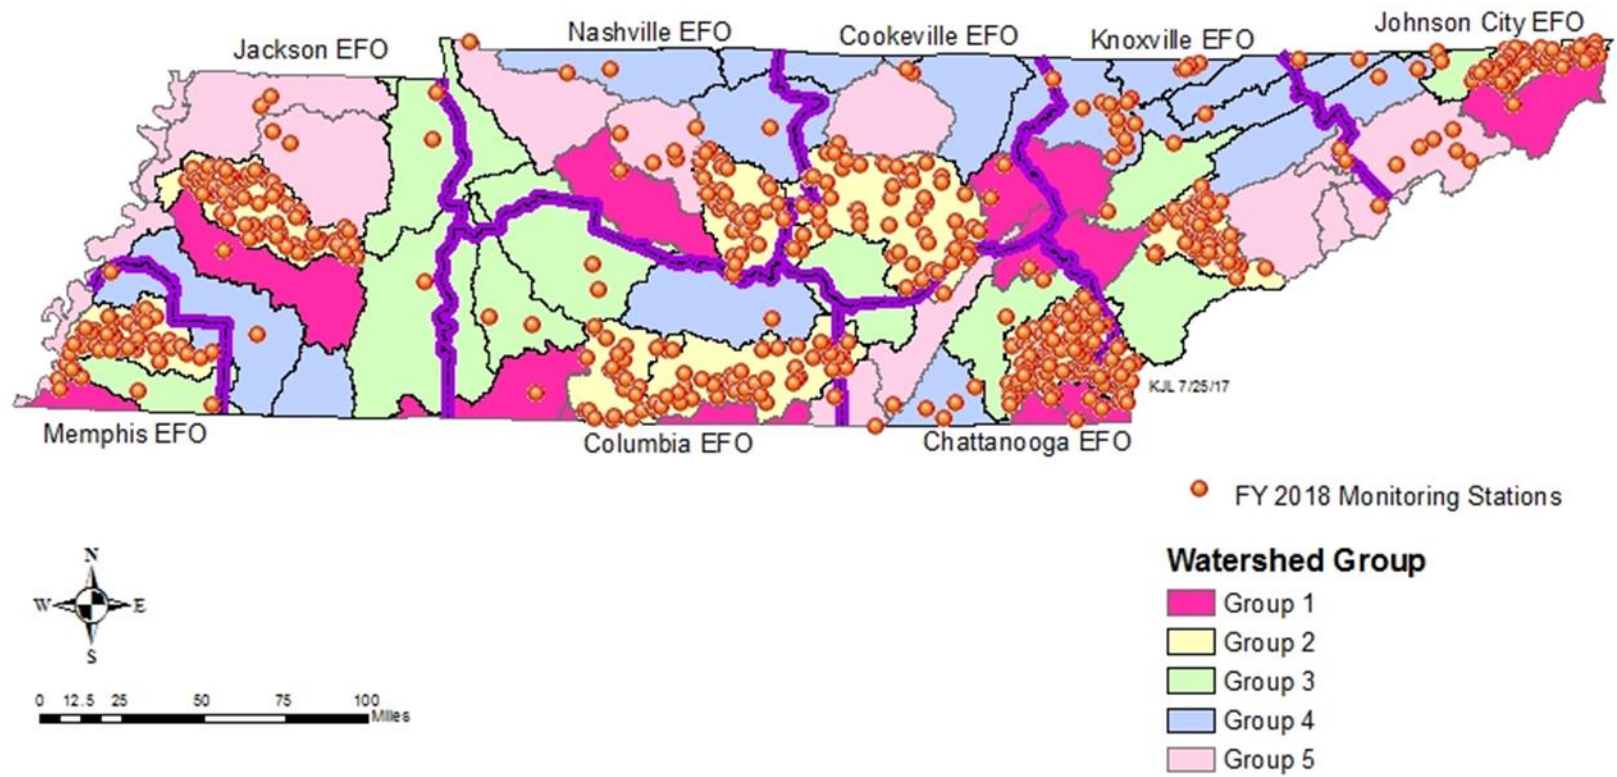 Johnson City EFO
Nashville EFO
Cookeville EFO
Knoxville EFO
Jackson EFO
KJL 7/25/17
Memphis EFO
Columbia EFO
Chattanooga EFO
FY 2018 Monitoring Stations
N
W E
S
Watershed Group
Group 1
Group 2
Group 3
Group 4
Group 5
0 12.5 25 50 75 100
Miles